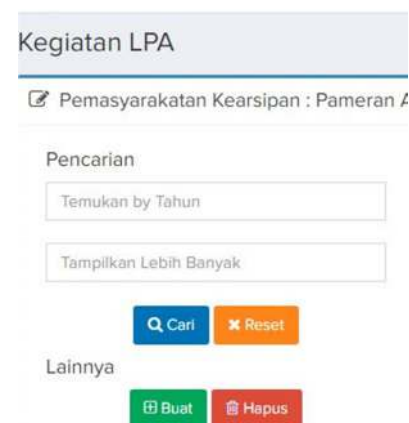 Kegiatan LPA
Pemasyarakatan Kearsipan : Pameran
Pencarian
Temukan by Tahun
Tampilkan Lebih Banyak
Cari Reset
Lainnya
Buat Hapus